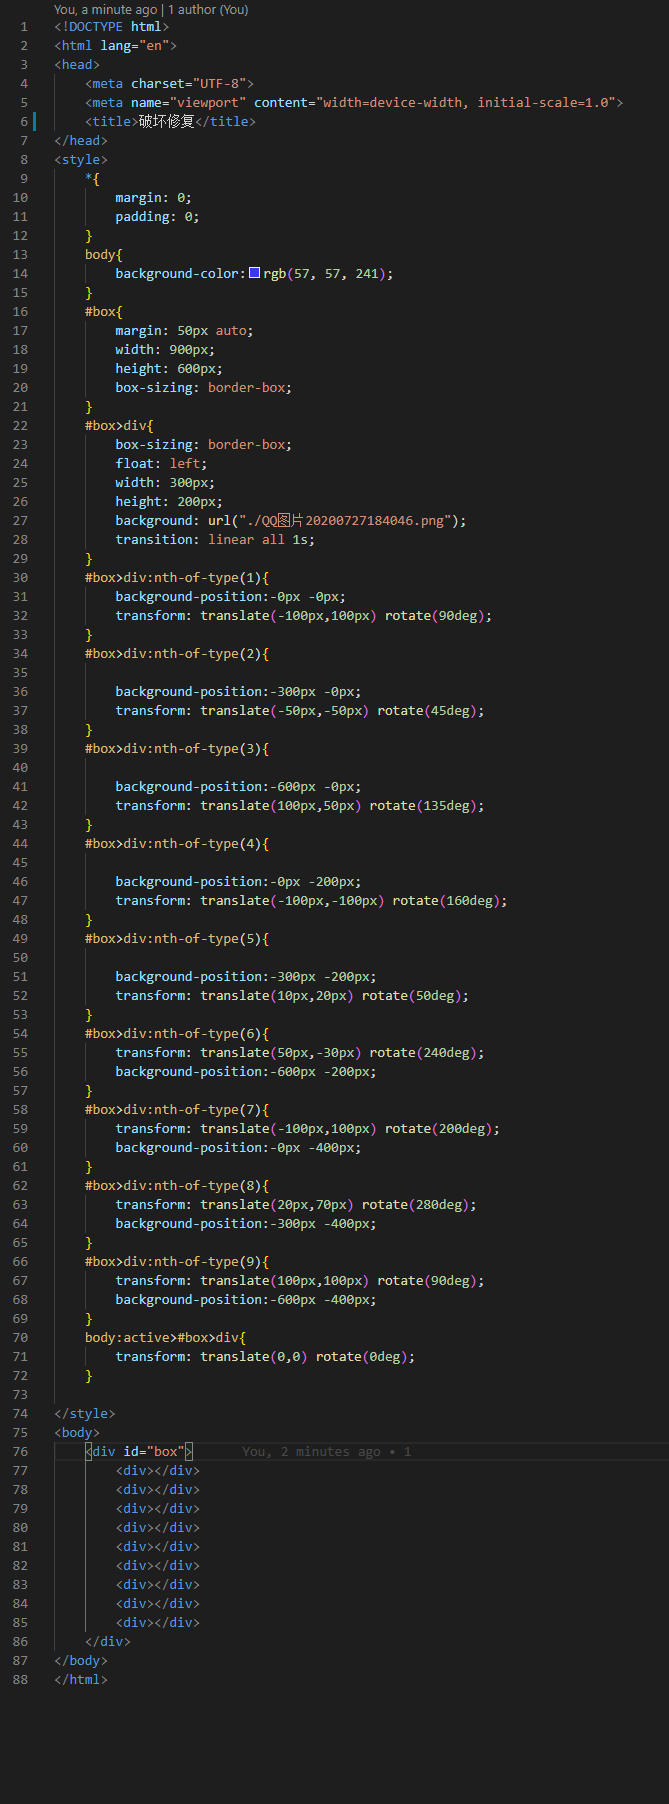 You, a minute ago | 1 author (You)
1 <!DOCTYPE html>
2 <html lang="en">
3 <head>
4 <meta charset="UTF-8">
5 <meta name="viewport" content="width=device-width, initial-scale=1.0">
6 <title>破坏修复</title>
7 </head>
8 <style>
9 *{
10 margin: 0;
11 padding: 0;
12 }
13 body{
14 background-color: rgb(57, 57, 241);
15 }
16 #box{
17 margin: 50px auto;
18 width: 900px;
19 height: 600px;
20 box-sizing: border-box;
21 }
22 #box>div{
23 box-sizing: border-box;
24 float: left;
25 width: 300px;
26 height: 200px;
27 background: url("./QQ图片20200727184046.png");
28 transition: linear all 1s;
29 }
30 #box>div:nth-of-type(1){
31 background-position:-0px -0px;
32 transform: translate(-100px,100px) rotate(90deg);
33 }
34 #box>div:nth-of-type(2){
35
36 background-position:-300px -0px;
37 transform: translate(-50px,-50px) rotate(45deg);
38 }
39 #box>div:nth-of-type(3){
40
41 background-position:-600px -0px;
42 transform: translate(100px,50px) rotate(135deg);
43 }
44 #box>div:nth-of-type(4){
45
46 background-position:-0px -200px;
47 transform: translate(-100px,-100px) rotate(160deg);
48 }
49 #box>div:nth-of-type(5){
50
51 background-position:-300px -200px;
52 transform: translate(10px,20px) rotate(50deg);
53 }
54 #box>div:nth-of-type(6){
55 transform: translate(50px,-30px) rotate(240deg);
56 background-position:-600px -200px;
57 }
58 #box>div:nth-of-type(7){
59 transform: translate(-100px,100px) rotate(200deg);
60 background-position:-0px -400px;
61 }
62 #box>div:nth-of-type(8){
63 transform: translate(20px,70px) rotate(280deg);
64 background-position:-300px -400px;
65 }
66 #box>div:nth-of-type(9){
67 transform: translate(100px,100px) rotate(90deg);
68 background-position:-600px -400px;
69 }
70 body:active>#box>div{
71 transform: translate(0,0) rotate(0deg);
72 }
73
74 </style>
75 <body>
76 <div id="box"> You, 2 minutes ago • 1
77 <div></div>
78 <div></div>
79 <div></div>
80 <div></div>
81 <div></div>
82 <div></div>
83 <div></div>
84 <div></div>
85 <div></div>
86 </div>
87 </body>
88 </html>